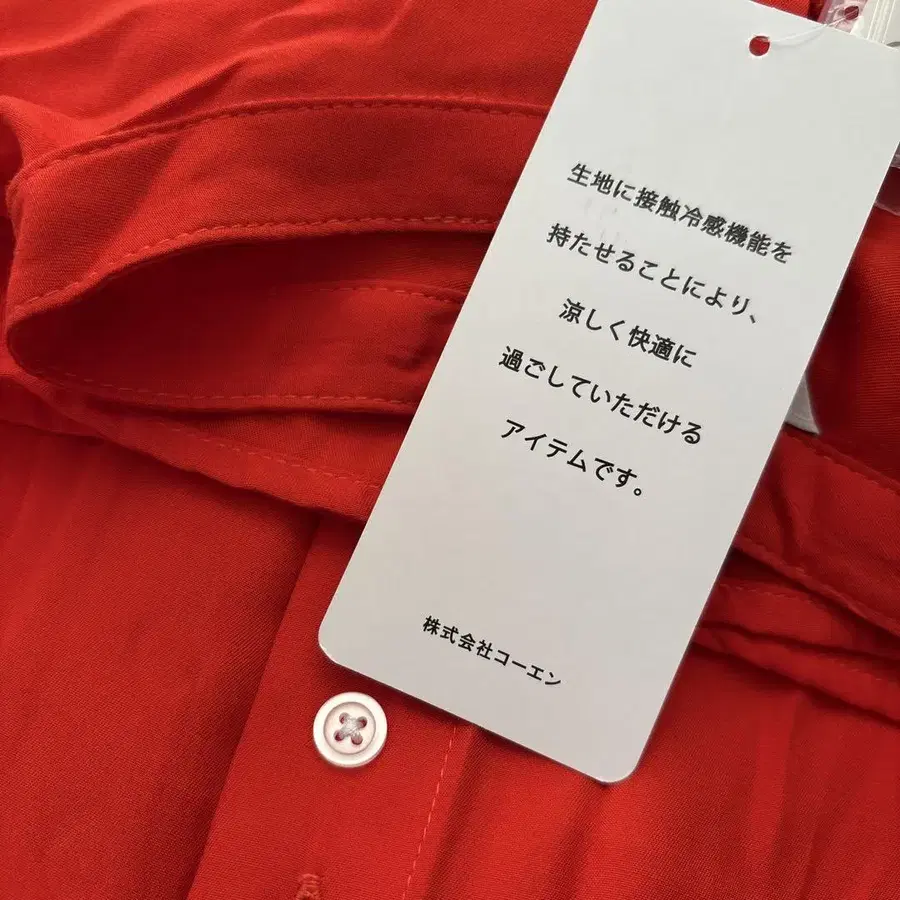 生地に接触冷感機能を
持たせることにより、
涼しく快適に
過ごしていただける
アイテムです。
株式会社コーエン